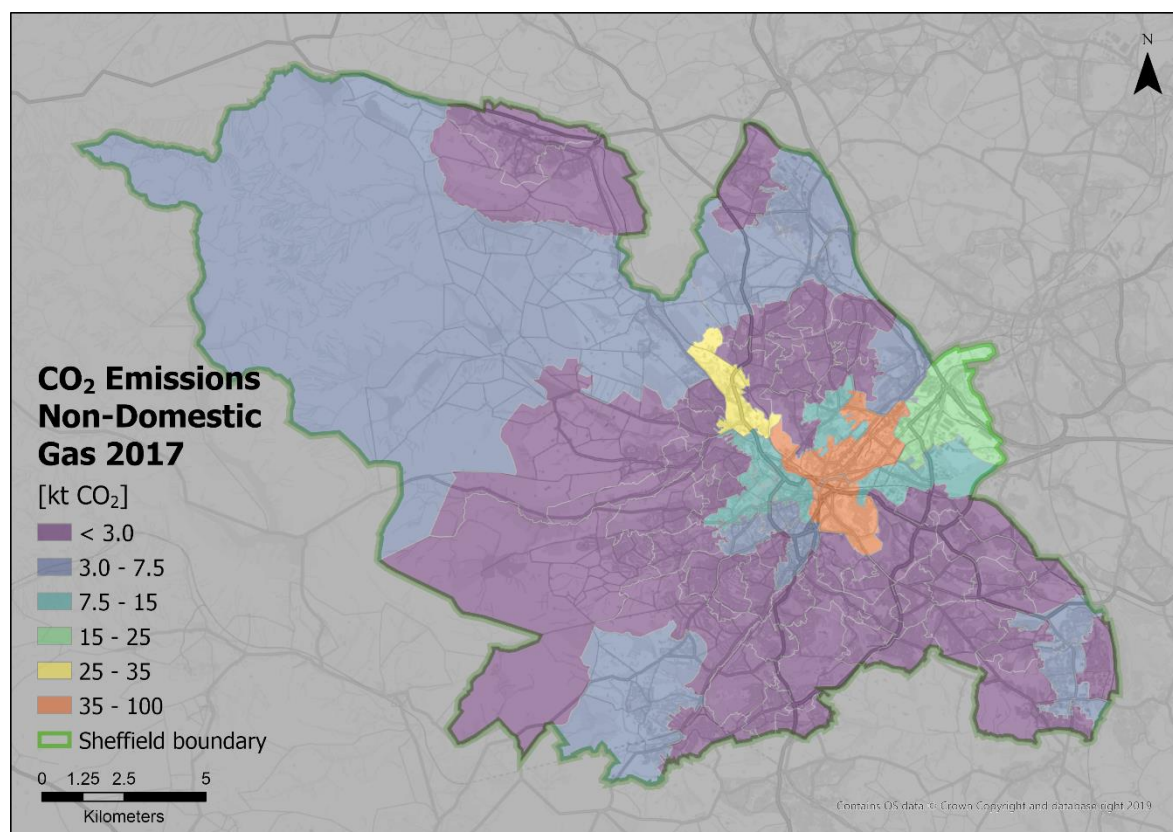 N
CO₂ Emissions
Non-Domestic
Gas 2017
[kt CO₂]
< 3.0
3.0 - 7.5
7.5 - 15
15 - 25
25 - 35
35 - 100
Sheffield boundary
0 1.25 2.5 5
Kilometers
Contains OS data © Crown Copyright and database right 2019